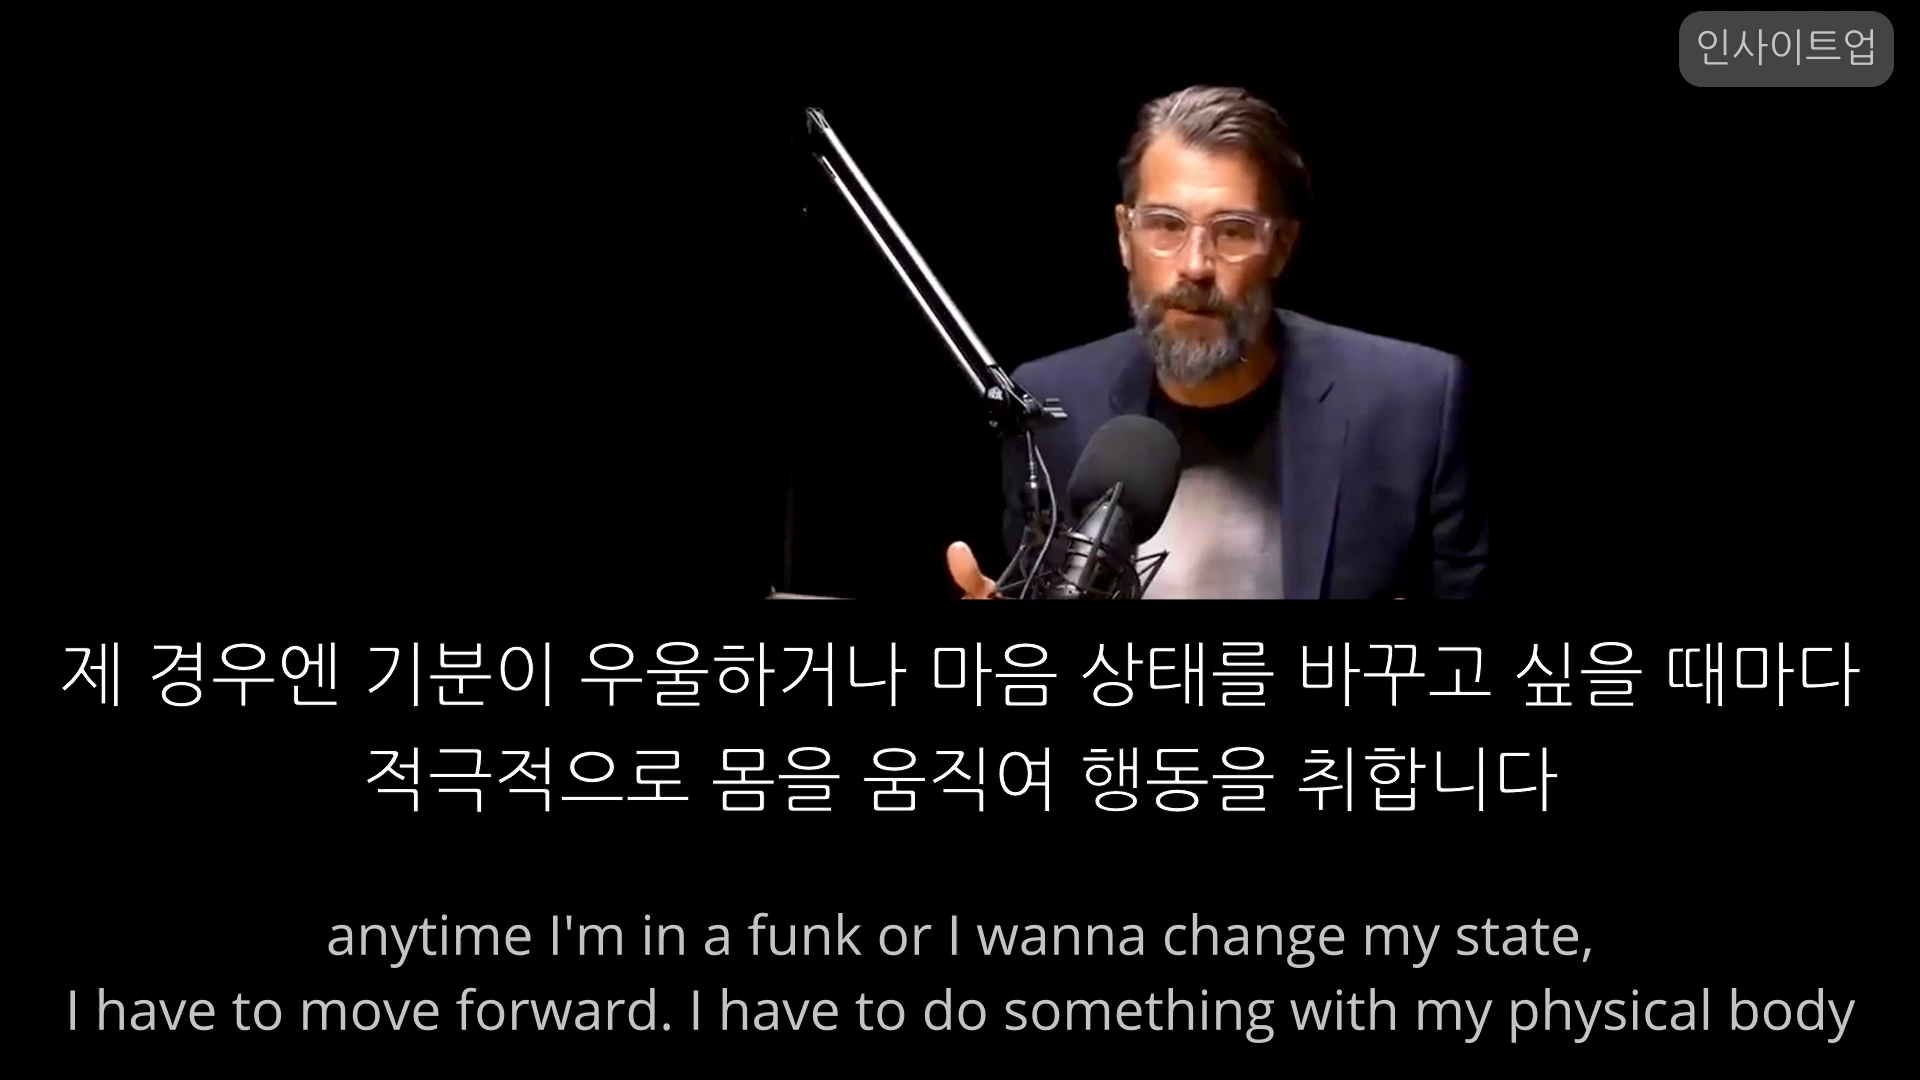 인사이트업
제 경우엔 기분이 우울하거나 마음 상태를 바꾸고 싶을 때마다
적극적으로 몸을 움직여 행동을 취합니다
anytime I'm in a funk or I wanna change my state,
I have to move forward. I have to do something with my physical body